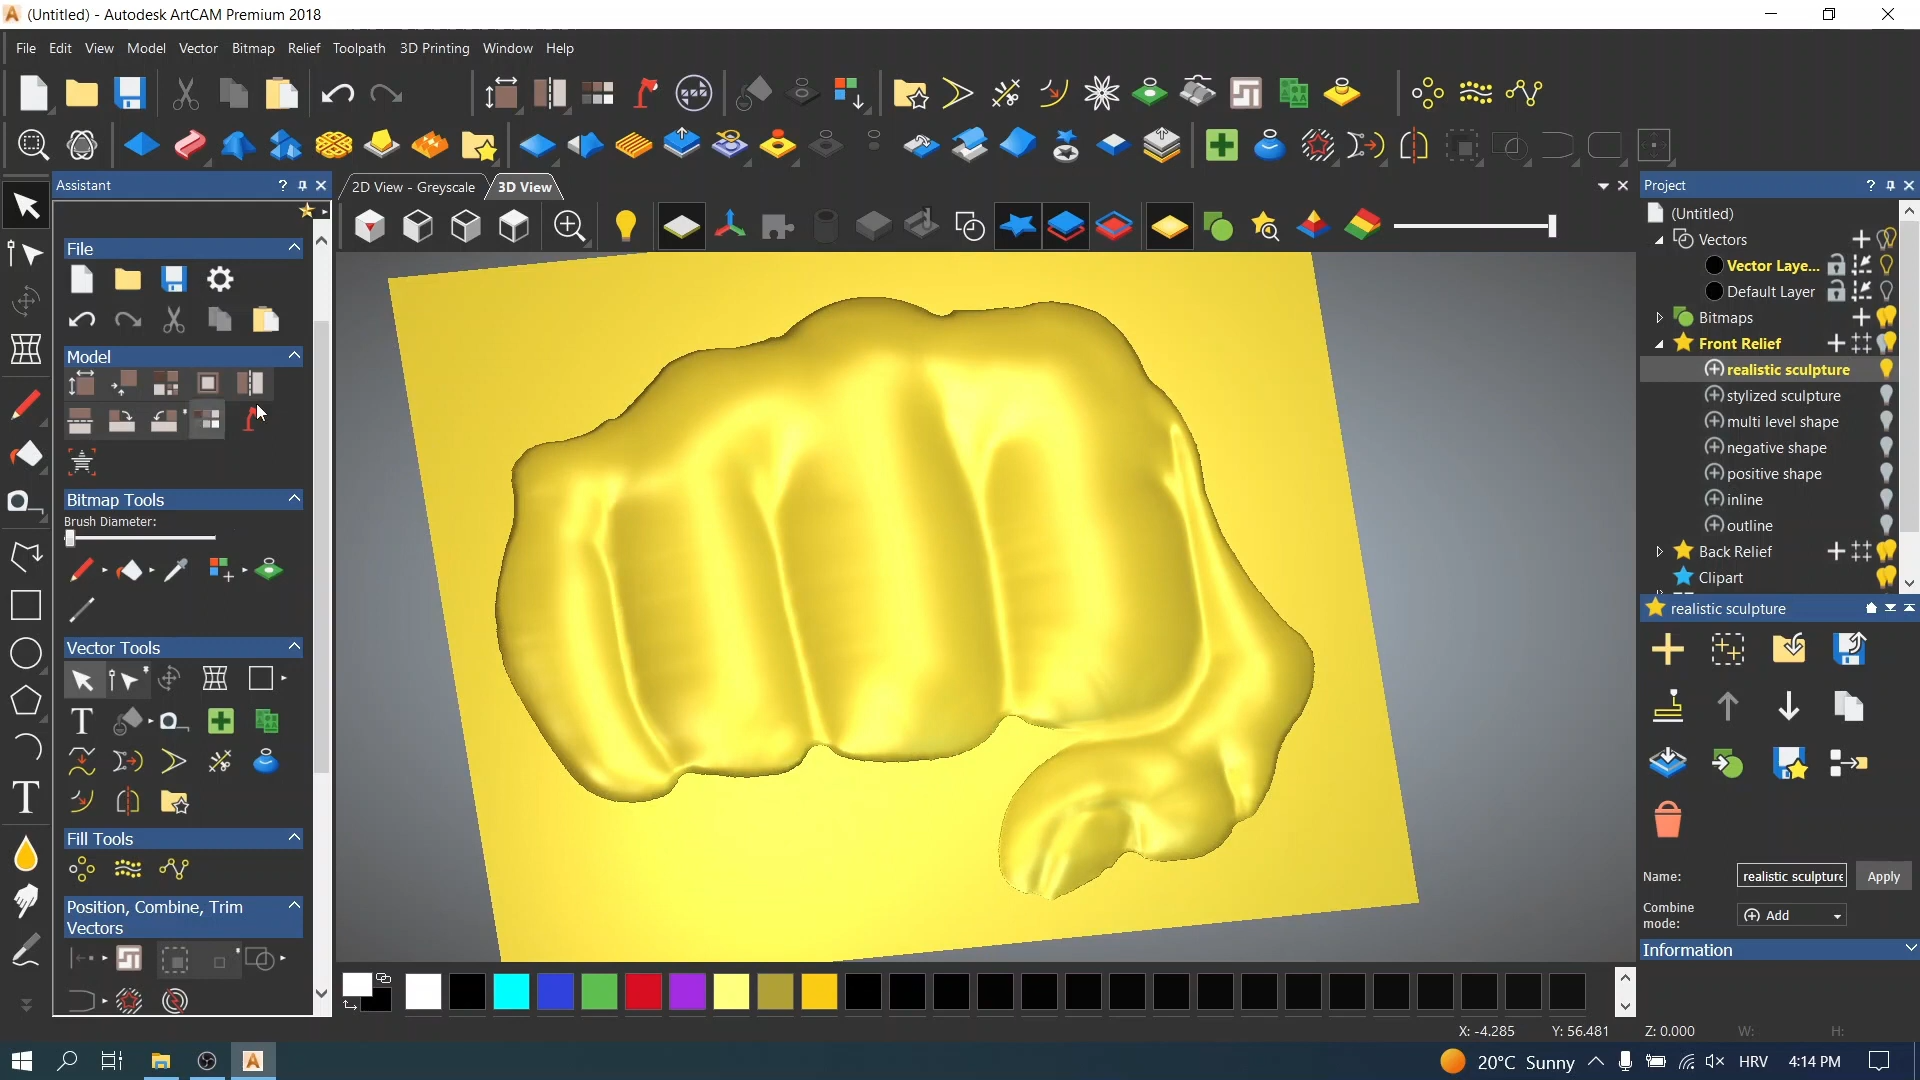 (Untitled) - Autodesk ArtCAM Premium 2018
File Edit View Model Vector Bitmap Relief Toolpath 3D Printing Window Help
Assistant ?
2D View - Greyscale 3D View
Project ?
File
Model
Bitmap Tools
Brush Diameter:
Vector Tools
T
Fill Tools
Position, Combine, Trim
Vectors
T
(Untitled)
Vectors
Vector Laye...
Default Layer
Bitmaps
Front Relief
realistic sculpture
stylized sculpture
multi level shape
negative shape
positive shape
inline
outline
Back Relief
Clipart
realistic sculpture
Name: realistic sculpture Apply
Combine
mode: Add
Information
X: -4.285 Y: 56.481 Z: 0.000 W: H:
A 20°C Sunny HRV 4:14 PM